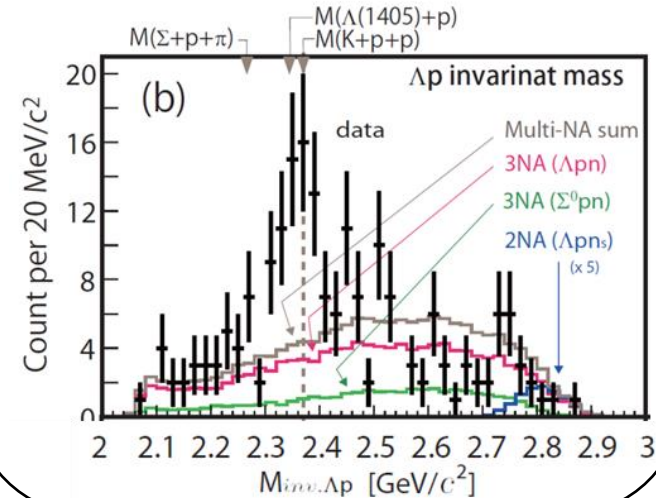 M(Λ(1405)+p)
M(Σ+p+π) M(K+p+p)
(b) Λp invarinat mass
data
Multi-NA sum
3NA (Λpn)
3NA (Σ⁰pn)
2NA (Λpnₛ)
(x 5)
Count per 20 MeV/c²
20
16
12
8
4
0
2 2.1 2.2 2.3 2.4 2.5 2.6 2.7 2.8 2.9 3
Minv.Λp [GeV/c²]